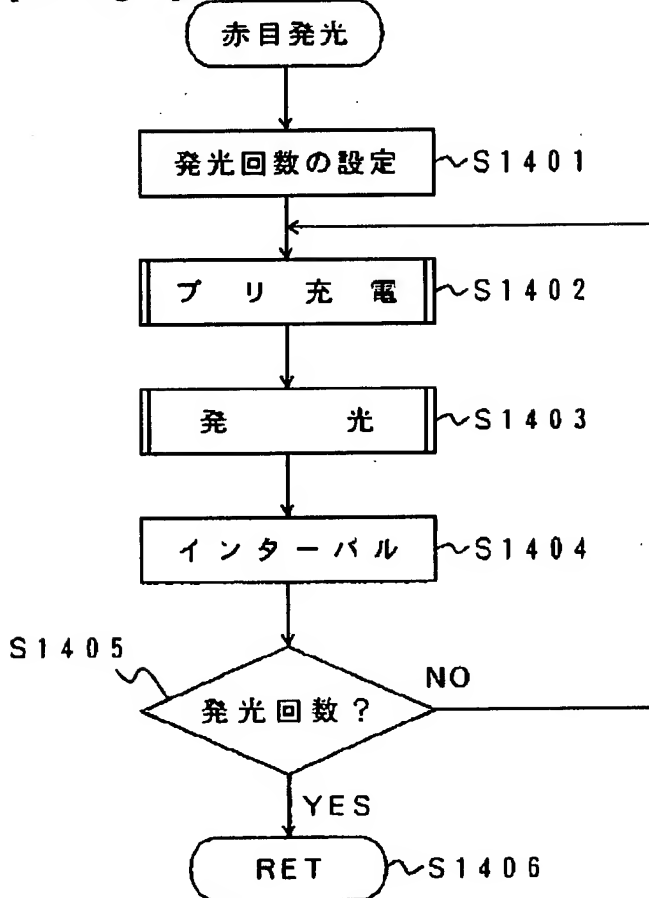 赤目発光
発光回数の設定 S1401
プリ充電 S1402
発光 S1403
インターバル S1404
S1405
発光回数? NO
YES
RET S1406